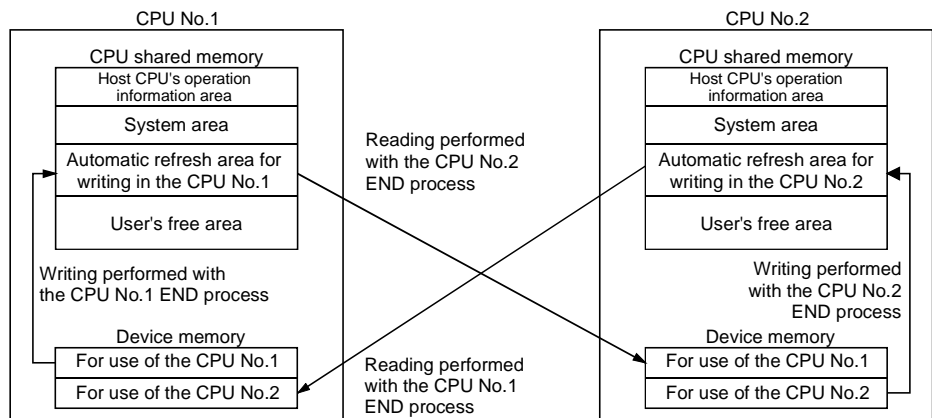 CPU No.1
CPU shared memory
Host CPU's operation
information area
System area
Automatic refresh area for
writing in the CPU No.1
User's free area
Writing performed with
the CPU No.1 END process
Device memory
For use of the CPU No.1
For use of the CPU No.2
Reading performed
with the CPU No.2
END process
Reading performed
with the CPU No.1
END process
CPU No.2
CPU shared memory
Host CPU's operation
information area
System area
Automatic refresh area for
writing in the CPU No.2
User's free area
Writing performed
with the CPU No.2
END process
Device memory
For use of the CPU No.1
For use of the CPU No.2